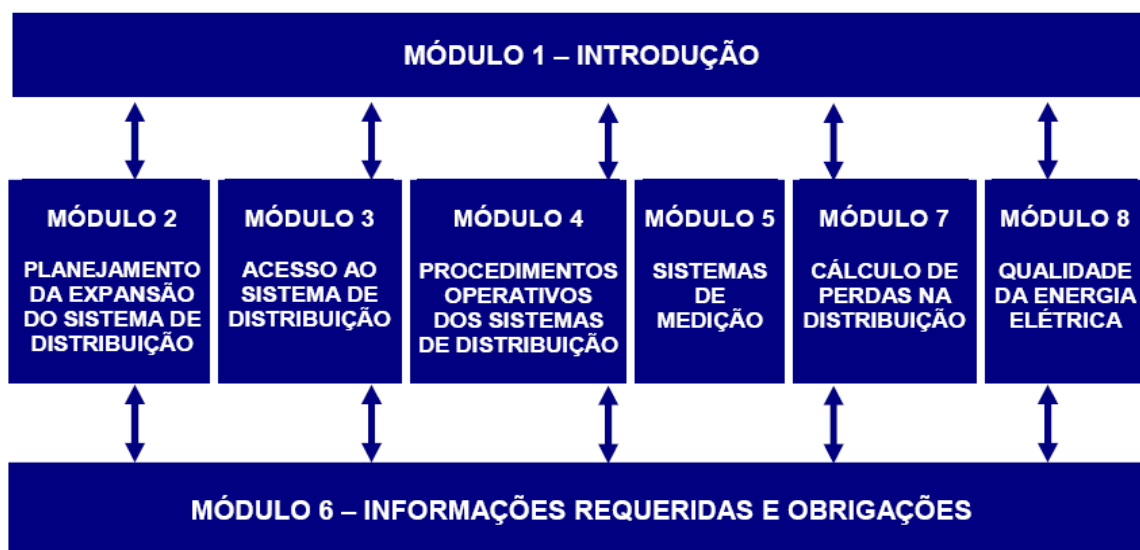 MÓDULO 1 – INTRODUÇÃO
MÓDULO 2
PLANEJAMENTO
DA EXPANSÃO
DO SISTEMA DE
DISTRIBUIÇÃO
MÓDULO 3
ACESSO AO
SISTEMA DE
DISTRIBUIÇÃO
MÓDULO 4
PROCEDIMENTOS
OPERATIVOS
DOS SISTEMAS
DE DISTRIBUIÇÃO
MÓDULO 5
SISTEMAS
DE
MEDIÇÃO
MÓDULO 7
CÁLCULO DE
PERDAS NA
DISTRIBUIÇÃO
MÓDULO 8
QUALIDADE
DA ENERGIA
ELÉTRICA
MÓDULO 6 – INFORMAÇÕES REQUERIDAS E OBRIGAÇÕES